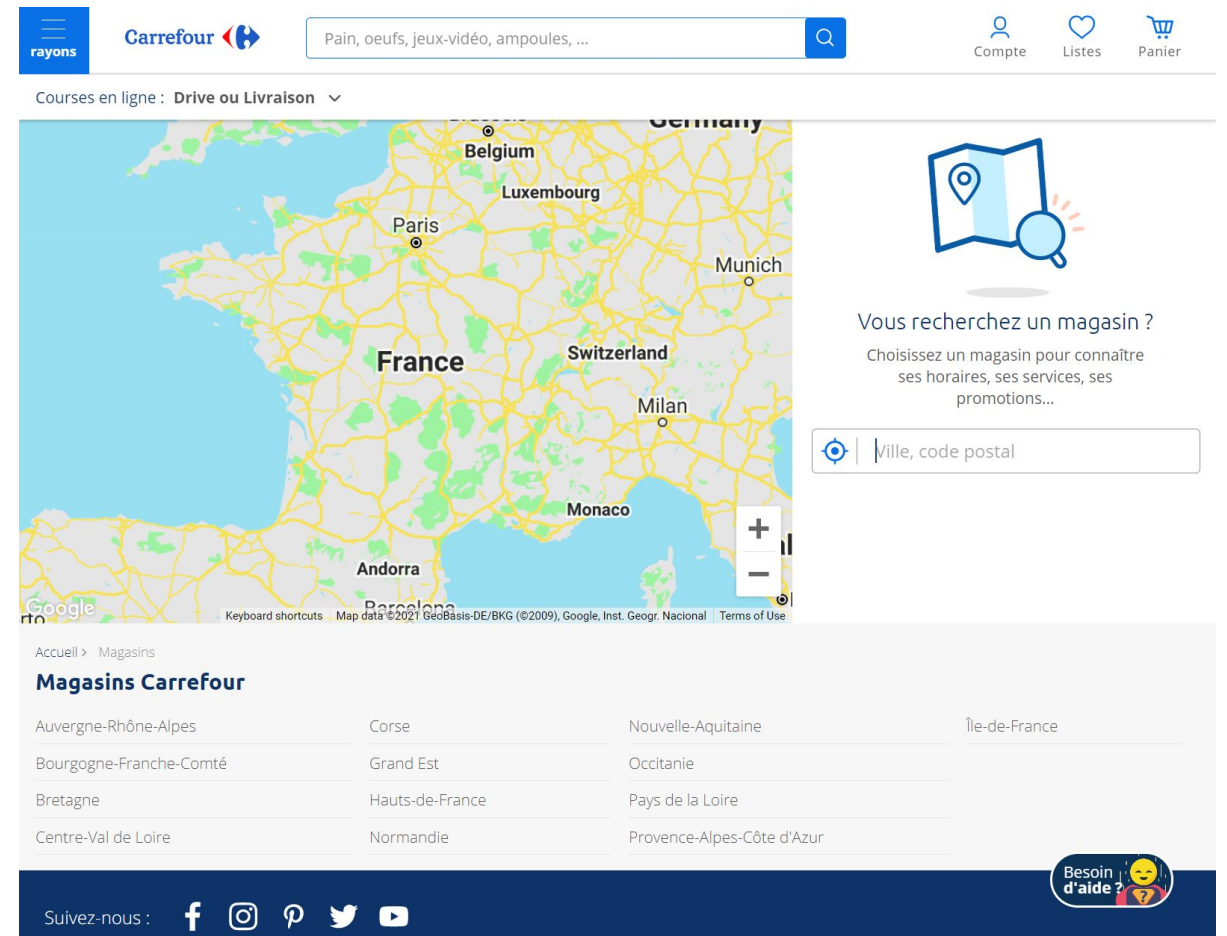 rayons
Carrefour
Pain, oeufs, jeux-vidéo, ampoules, ...
Compte
Listes
Panier
Courses en ligne : Drive ou Livraison
Germany
Belgium
Luxembourg
Paris
Munich
France
Switzerland
Milan
Monaco
Andorra
Barcelona
Google
Keyboard shortcuts
Map data ©2021 GeoBasis-DE/BKG (©2009), Google, Inst. Geogr. Nacional
Terms of Use
Vous recherchez un magasin ?
Choisissez un magasin pour connaître
ses horaires, ses services, ses
promotions...
Ville, code postal
Accueil > Magasins
Magasins Carrefour
Auvergne-Rhône-Alpes
Corse
Nouvelle-Aquitaine
Île-de-France
Bourgogne-Franche-Comté
Grand Est
Occitanie
Bretagne
Hauts-de-France
Pays de la Loire
Centre-Val de Loire
Normandie
Provence-Alpes-Côte d'Azur
Besoin
d'aide ?
Suivez-nous :